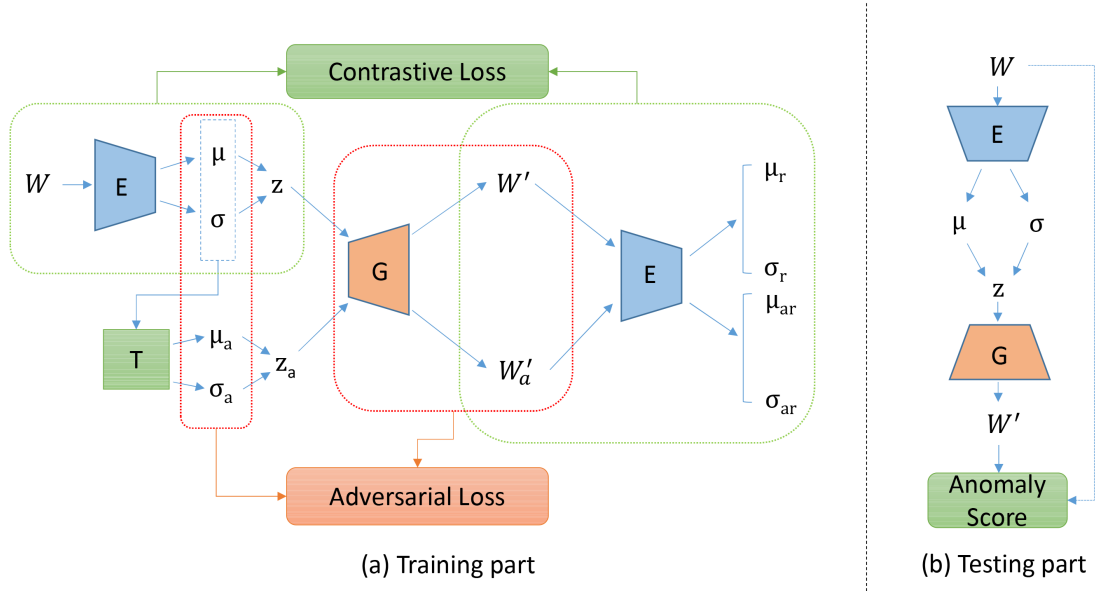 Contrastive Loss
W
E
μ
σ
z
T
μa
σa
za
G
W′
W′a
E
μr
σr
μar
σar
Adversarial Loss
(a) Training part
W
E
μ
σ
z
G
W′
Anomaly
Score
(b) Testing part